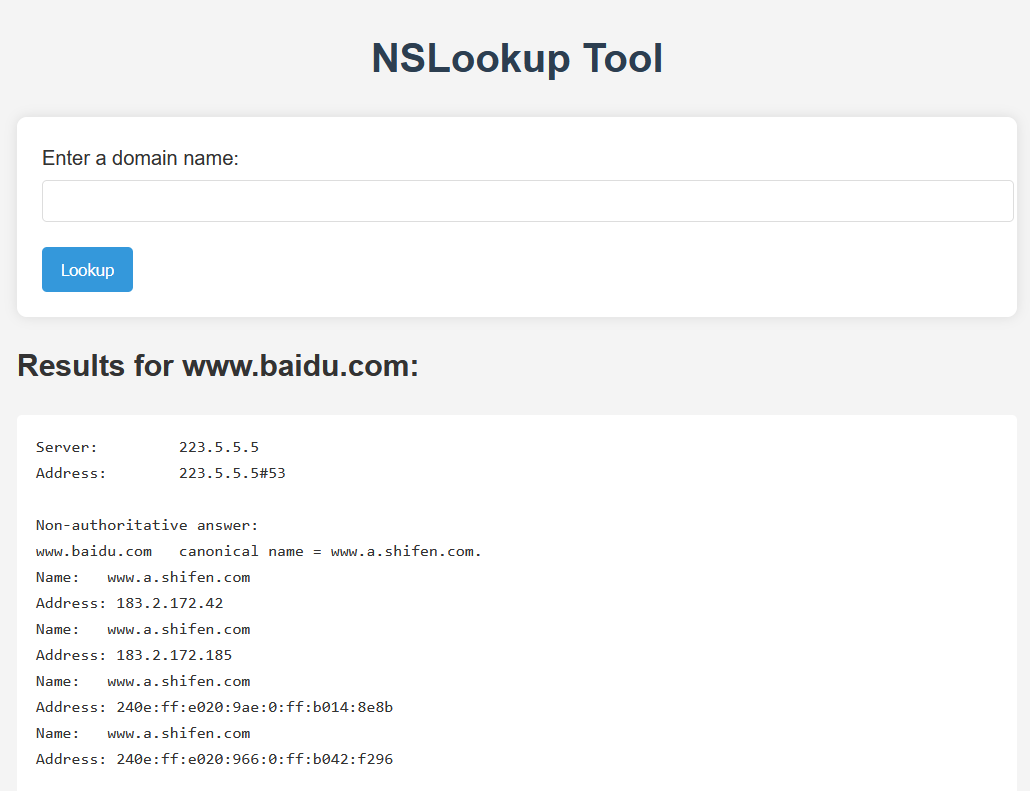 NSLookup Tool
Enter a domain name:
Lookup
Results for www.baidu.com:
Server:         223.5.5.5
Address:        223.5.5.5#53
Non-authoritative answer:
www.baidu.com   canonical name = www.a.shifen.com.
Name:   www.a.shifen.com
Address: 183.2.172.42
Name:   www.a.shifen.com
Address: 183.2.172.185
Name:   www.a.shifen.com
Address: 240e:ff:e020:9ae:0:ff:b014:8e8b
Name:   www.a.shifen.com
Address: 240e:ff:e020:966:0:ff:b042:f296